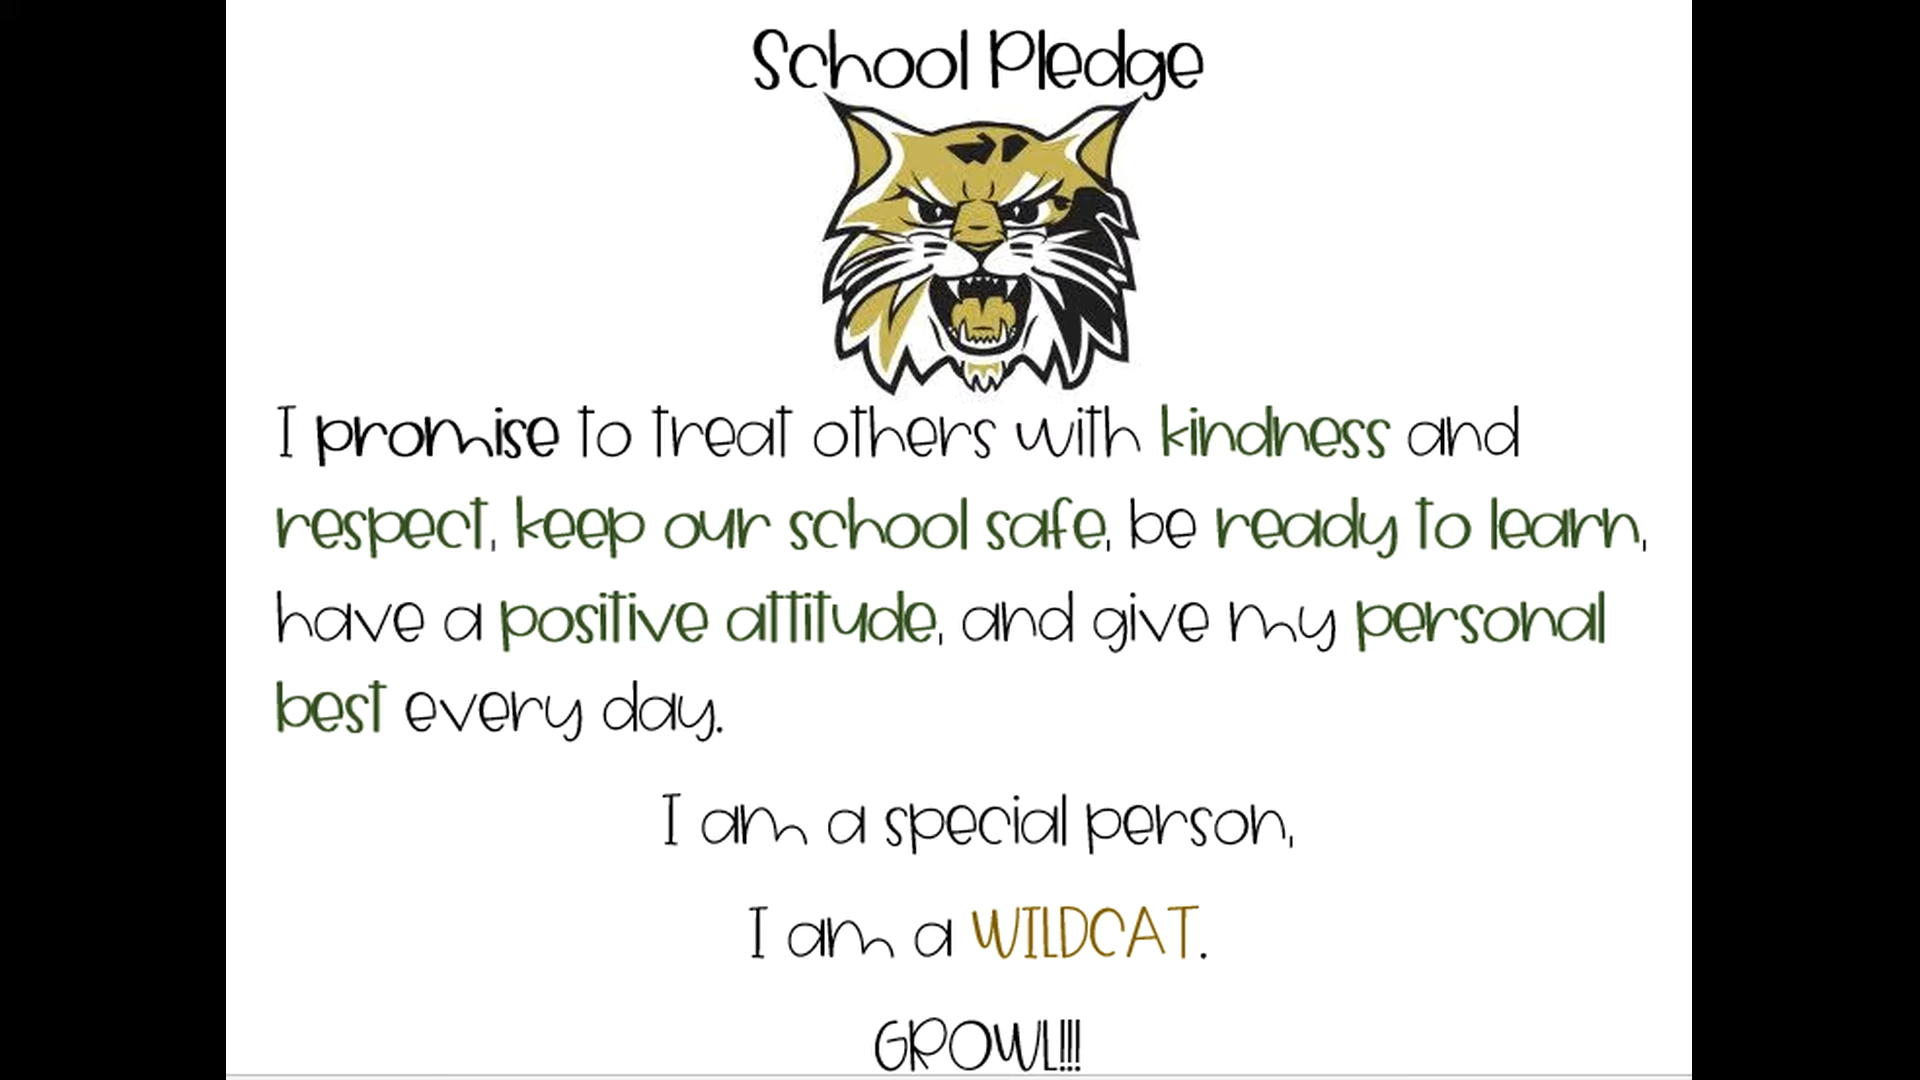 School Pledge
I promise to treat others with kindness and
respect, keep our school safe, be ready to learn,
have a positive attitude, and give my personal
best every day.
I am a special person,
I am a WILDCAT.
GROWL!!!